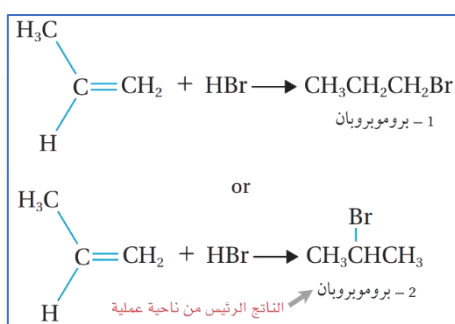 H₃C
C=CH₂ + HBr → CH₃CH₂CH₂Br
1 – بروموبروبان
H
or
H₃C
Br
C=CH₂ + HBr → CH₃CHCH₃
2 – بروموبروبان
H
الناتج الرئيس من ناحية عملية